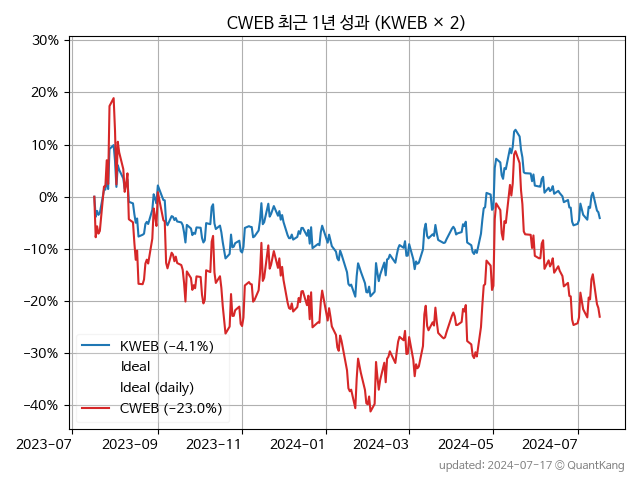 CWEB 최근 1년 성과 (KWEB × 2)
30%
20%
10%
0%
−10%
−20%
−30%
−40%
KWEB (−4.1%)
Ideal
Ideal (daily)
CWEB (−23.0%)
2023−07 2023−09 2023−11 2024−01 2024−03 2024−05 2024−07
updated: 2024-07-17 © QuantKang